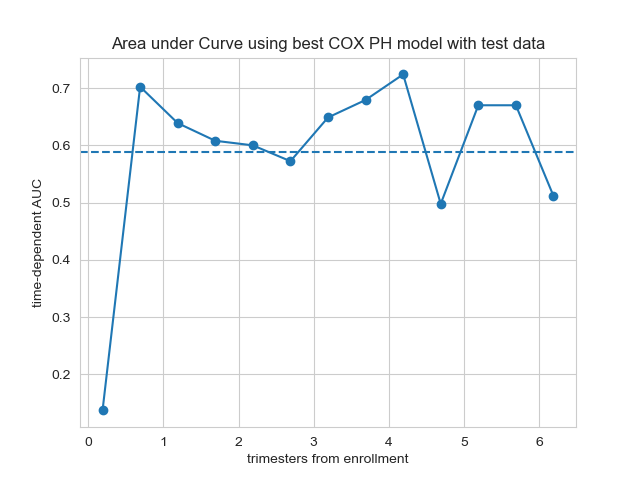 Area under Curve using best COX PH model with test data
time-dependent AUC
0.7
0.6
0.5
0.4
0.3
0.2
0 1 2 3 4 5 6
trimesters from enrollment